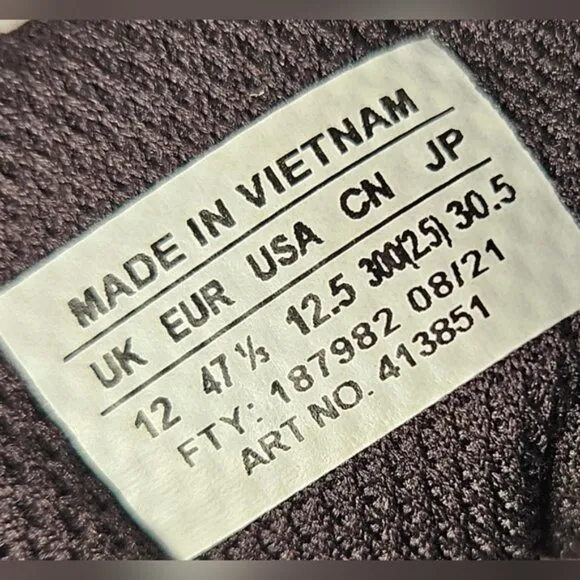 MADE IN VIETNAM
UK EUR USA CN JP
12 47 ⅓ 12.5 300(2.5) 30.5
FTY: 187982 08/21
ART NO. 413851